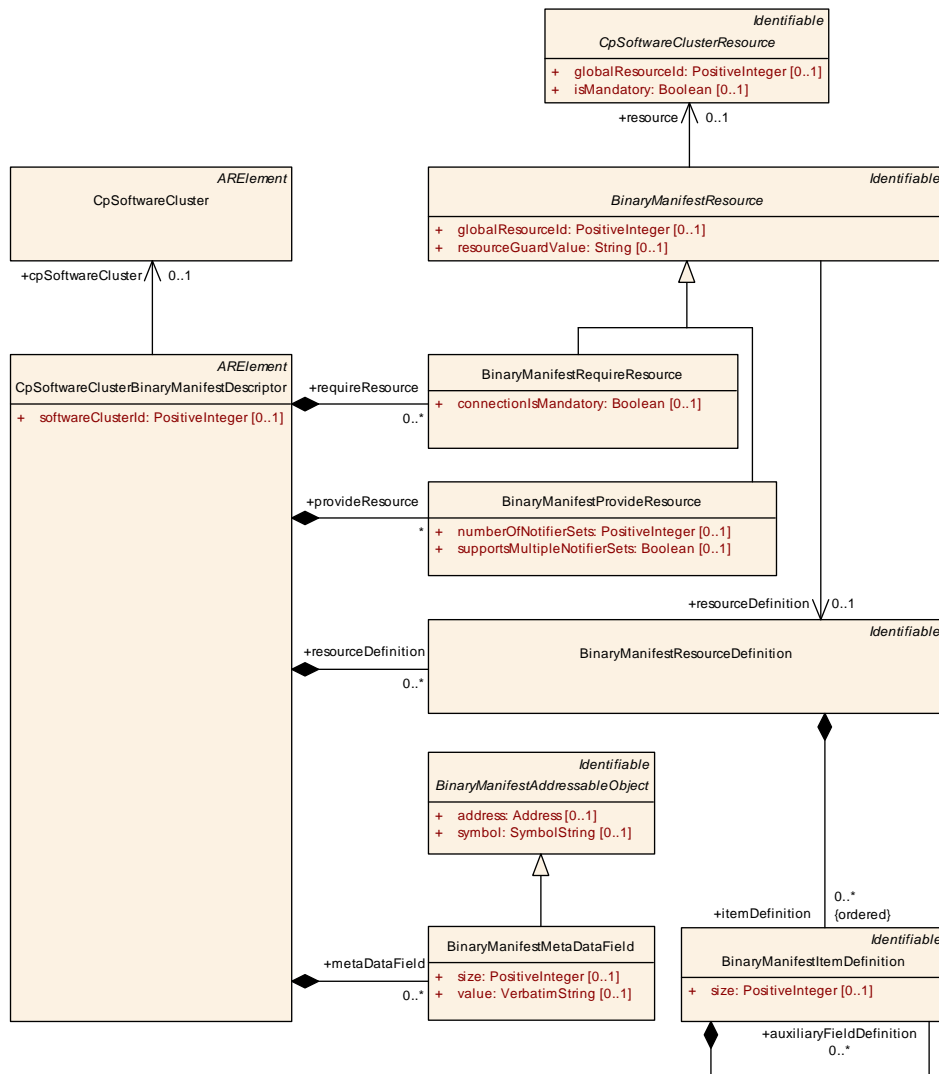 Identifiable
CpSoftwareClusterResource
+ globalResourceId: PositiveInteger [0..1]
+ isMandatory: Boolean [0..1]
+resource 0..1
ARElement
CpSoftwareCluster
Identifiable
BinaryManifestResource
+ globalResourceId: PositiveInteger [0..1]
+ resourceGuardValue: String [0..1]
+cpSoftwareCluster 0..1
ARElement
CpSoftwareClusterBinaryManifestDescriptor
+ softwareClusterId: PositiveInteger [0..1]
+requireResource
0..*
BinaryManifestRequireResource
+ connectionIsMandatory: Boolean [0..1]
+provideResource
*
BinaryManifestProvideResource
+ numberOfNotifierSets: PositiveInteger [0..1]
+ supportsMultipleNotifierSets: Boolean [0..1]
+resourceDefinition 0..1
+resourceDefinition
0..*
Identifiable
BinaryManifestResourceDefinition
Identifiable
BinaryManifestAddressableObject
+ address: Address [0..1]
+ symbol: SymbolString [0..1]
0..*
+itemDefinition {ordered}
+metaDataField
0..*
BinaryManifestMetaDataField
+ size: PositiveInteger [0..1]
+ value: VerbatimString [0..1]
Identifiable
BinaryManifestItemDefinition
+ size: PositiveInteger [0..1]
+auxiliaryFieldDefinition
0..*